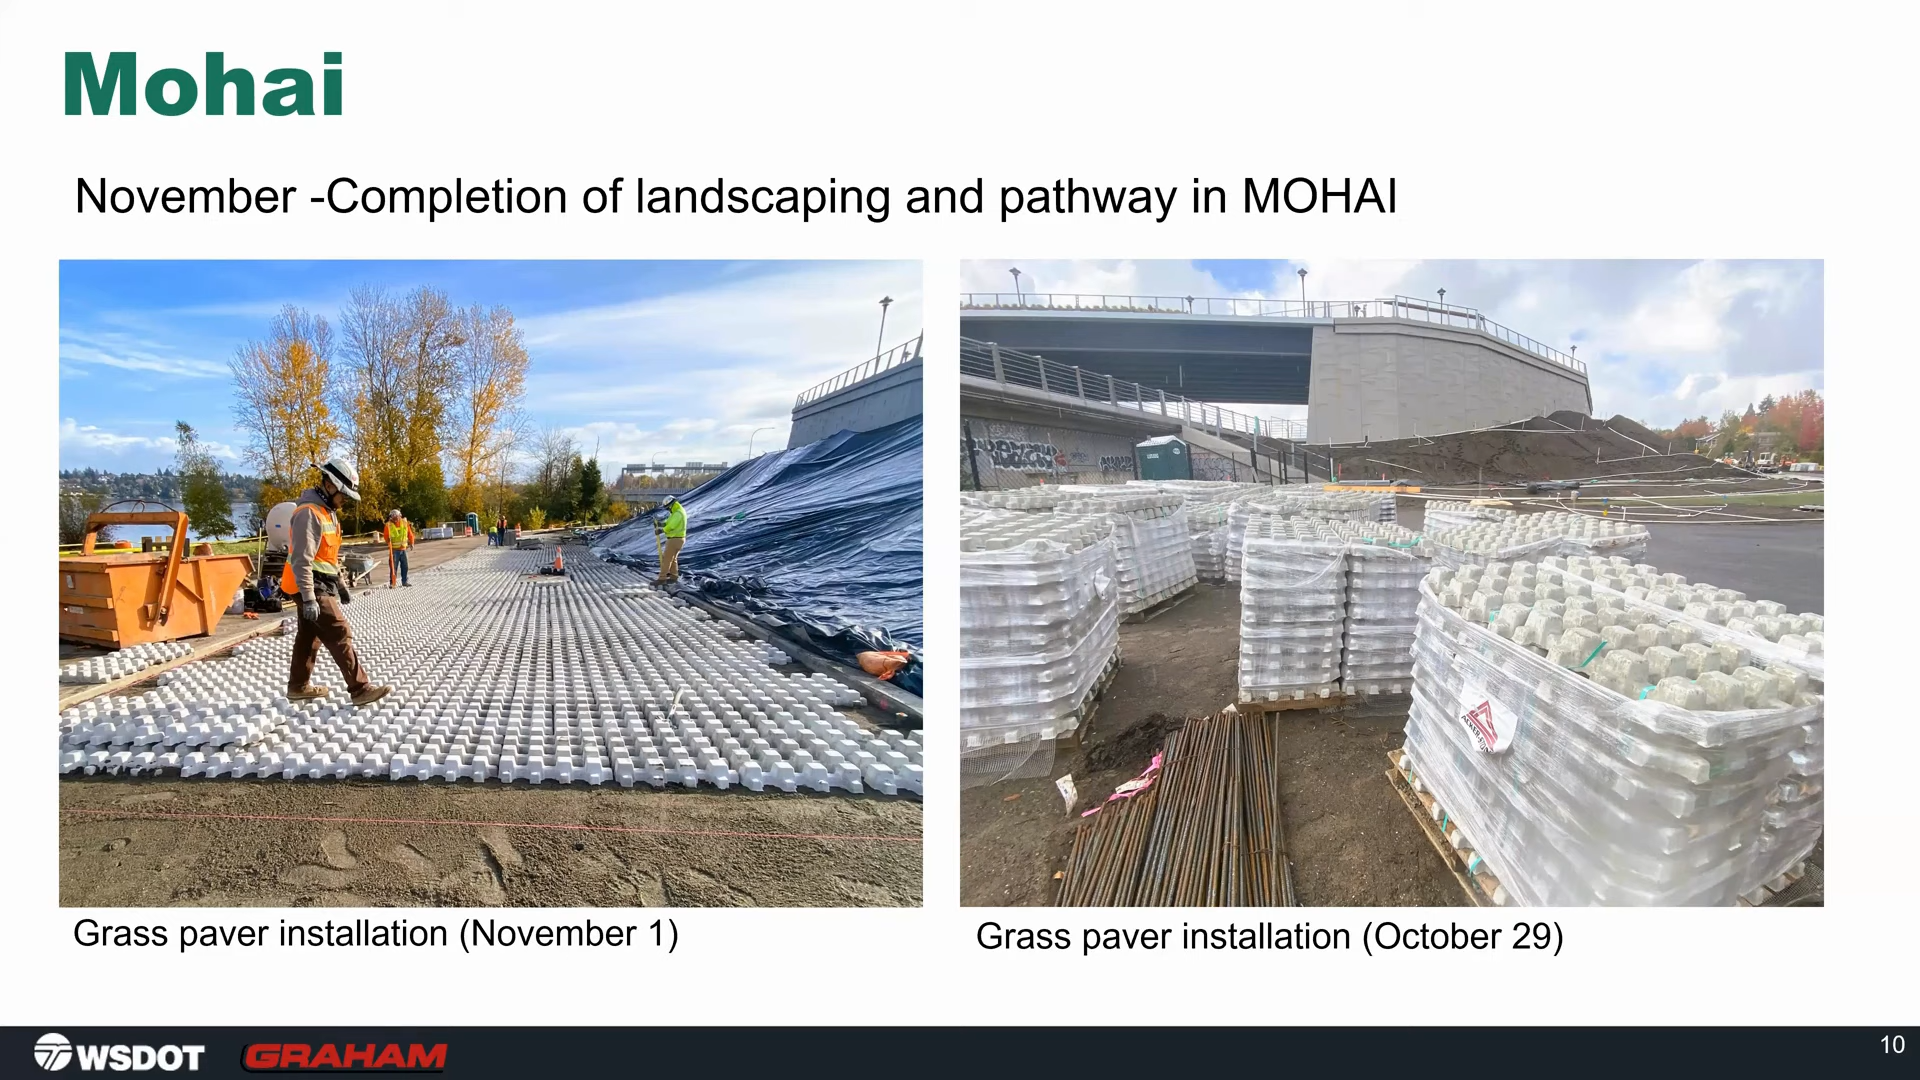 Mohai
November -Completion of landscaping and pathway in MOHAI
Grass paver installation (November 1)
Grass paver installation (October 29)
WSDOT
GRAHAM
10